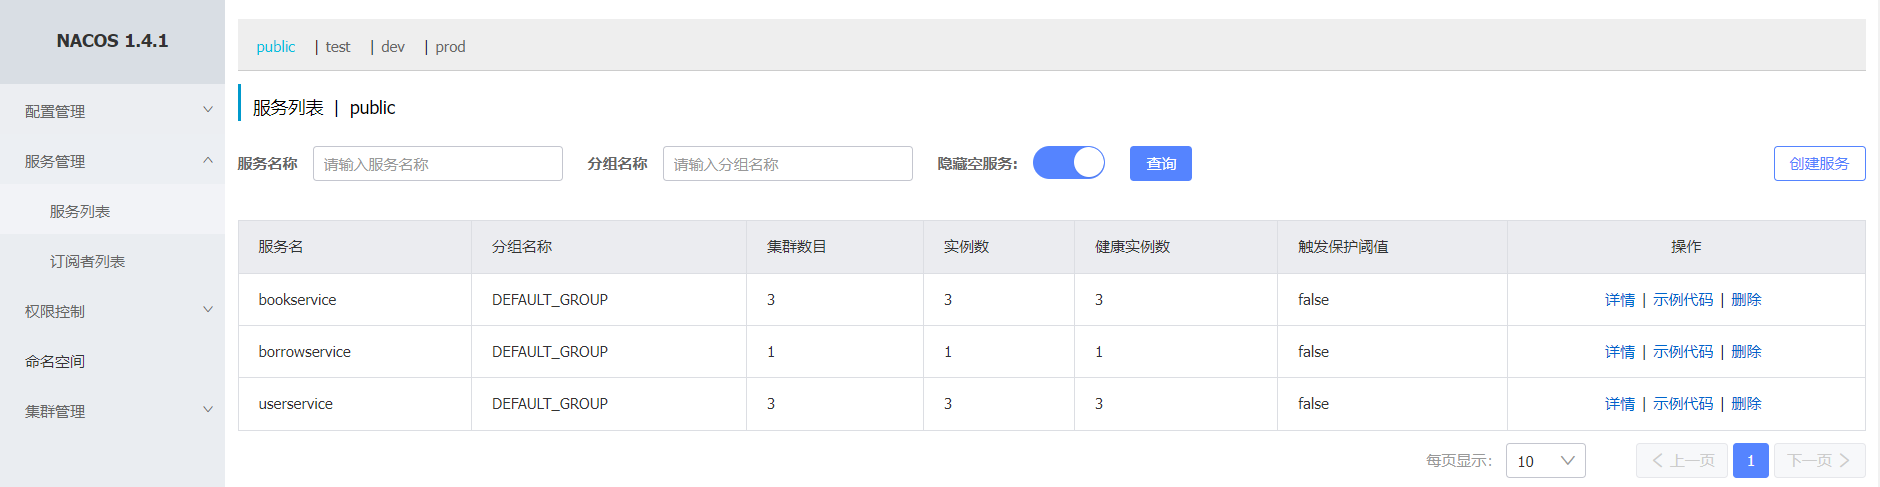 NACOS 1.4.1
配置管理
服务管理
服务列表
订阅者列表
权限控制
命名空间
集群管理
public | test | dev | prod
服务列表 | public
服务名称 请输入服务名称 分组名称 请输入分组名称 隐藏空服务: 查询 创建服务
服务名 分组名称 集群数目 实例数 健康实例数 触发保护阈值 操作
bookservice DEFAULT_GROUP 3 3 3 false 详情 | 示例代码 | 删除
borrowservice DEFAULT_GROUP 1 1 1 false 详情 | 示例代码 | 删除
userservice DEFAULT_GROUP 3 3 3 false 详情 | 示例代码 | 删除
每页显示: 10 上一页 1 下一页